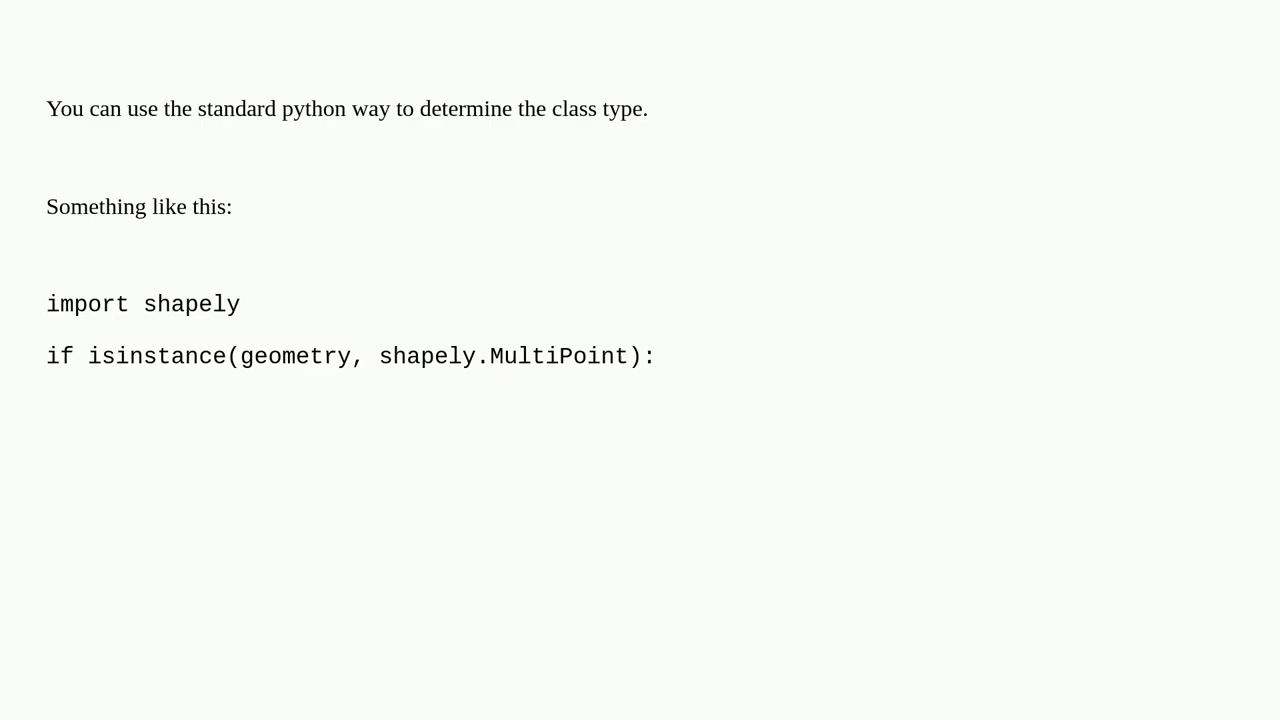 You can use the standard python way to determine the class type.
Something like this:
import shapely
if isinstance(geometry, shapely.MultiPoint):